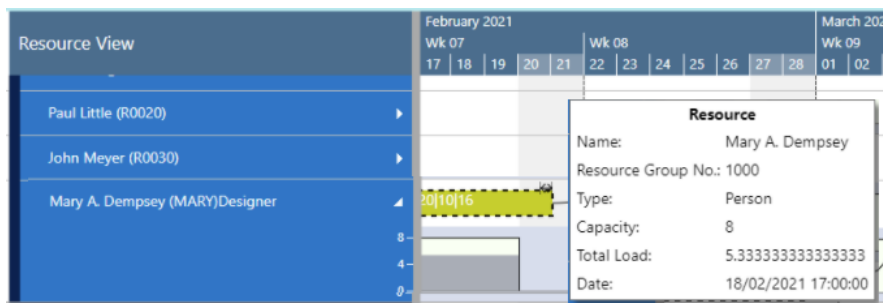 February 2021
March 202
Resource View
Wk 07
Wk 08
Wk 09
17 18 19 20 21 22 23 24 25 26 27 28 01 02
Paul Little (R0020)
John Meyer (R0030)
Mary A. Dempsey (MARY)Designer
20|10|16
8
4
0
Resource
Name: Mary A. Dempsey
Resource Group No.: 1000
Type: Person
Capacity: 8
Total Load: 5.333333333333333
Date: 18/02/2021 17:00:00